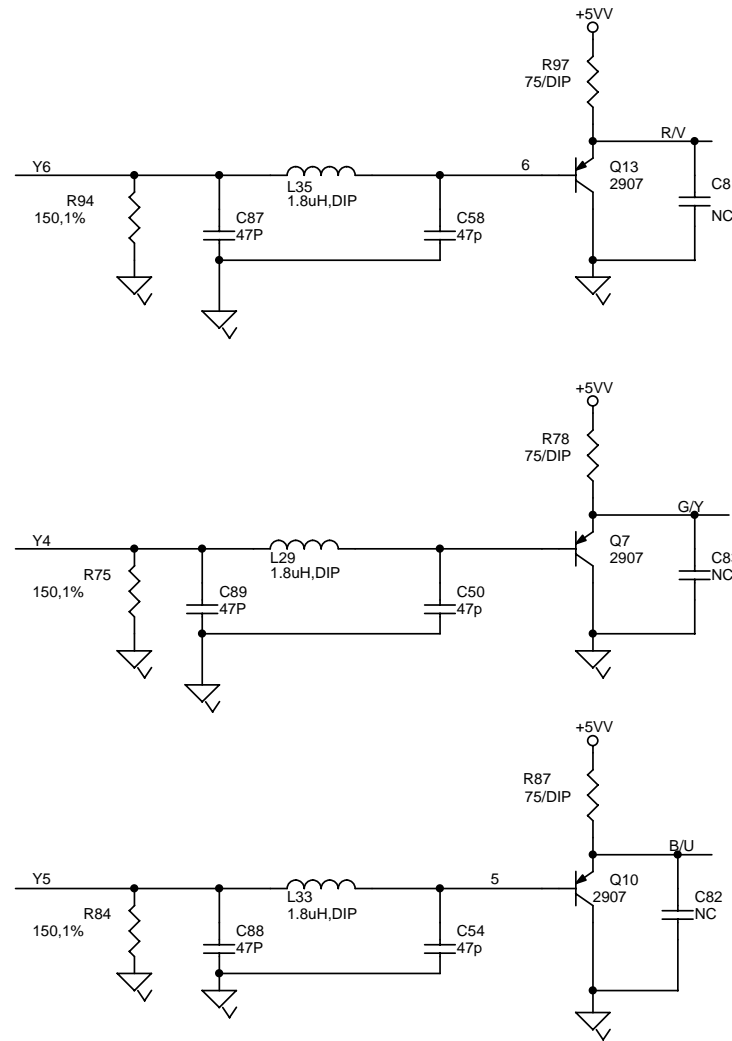 +5VV
R97
75/DIP
R/V
Y6
6
Q13
2907
C8
NC
R94
150,1%
L35
1.8uH,DIP
C87
47P
C58
47p
+5VV
R78
75/DIP
G/Y
Y4
Q7
2907
NC
R75
150,1%
L29
1.8uH,DIP
C89
47P
C50
47p
+5VV
R87
75/DIP
B/U
Y5
5
Q10
2907
C82
NC
R84
150,1%
L33
1.8uH,DIP
C88
47P
C54
47p